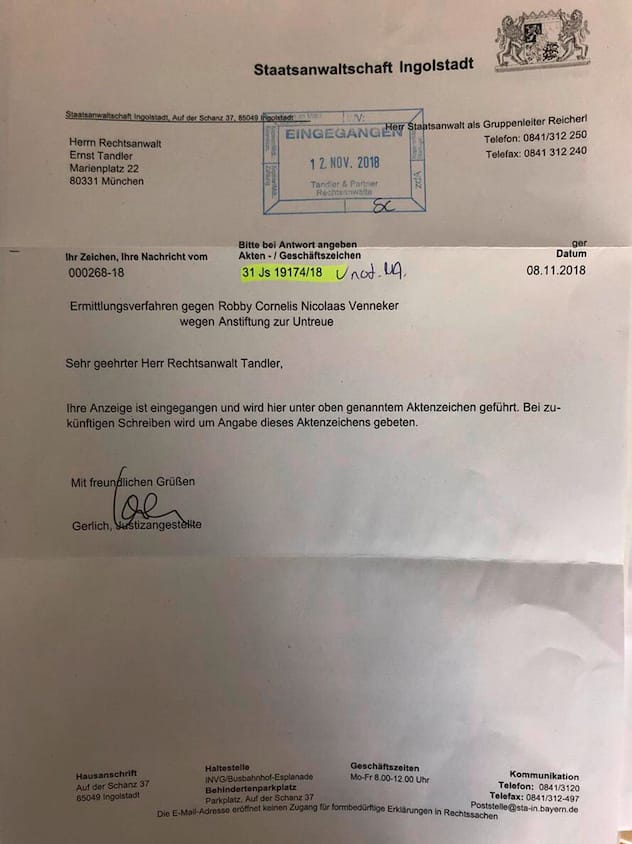 Staatsanwaltschaft Ingolstadt
Staatsanwaltschaft Ingolstadt, Auf der Schanz 37, 85049 Ingolstadt
Herrn Rechtsanwalt
Ernst Tandler
Marienplatz 22
80331 München
EINGEGANGEN
12. NOV. 2018
Tandler & Partner
Rechtsanwälte
zdA
Herr Staatsanwalt als Gruppenleiter Reicherl
Telefon: 0841/312 250
Telefax: 0841 312 240
Ihr Zeichen, Ihre Nachricht vom
000268-18
Bitte bei Antwort angeben
Akten - / Geschäftszeichen
31 Js 19174/18
not.
ger
Datum
08.11.2018
Ermittlungsverfahren gegen Robby Cornelis Nicolaas Venneker
wegen Anstiftung zur Untreue
Sehr geehrter Herr Rechtsanwalt Tandler,
Ihre Anzeige ist eingegangen und wird hier unter oben genanntem Aktenzeichen geführt. Bei zu-
künftigen Schreiben wird um Angabe dieses Aktenzeichens gebeten.
Mit freundlichen Grüßen
Gerlich, Justizangestellte
Hausanschrift
Auf der Schanz 37
85049 Ingolstadt
Haltestelle
INVG/Busbahnhof-Esplanade
Behindertenparkplatz
Parkplatz, Auf der Schanz 37
Geschäftszeiten
Mo-Fr 8.00-12.00 Uhr
Kommunikation
Telefon: 0841/3120
Telefax: 0841/312-497
Poststelle@sta-in.bayern.de
Die E-Mail-Adresse eröffnet keinen Zugang für formbedürftige Erklärungen in Rechtssachen